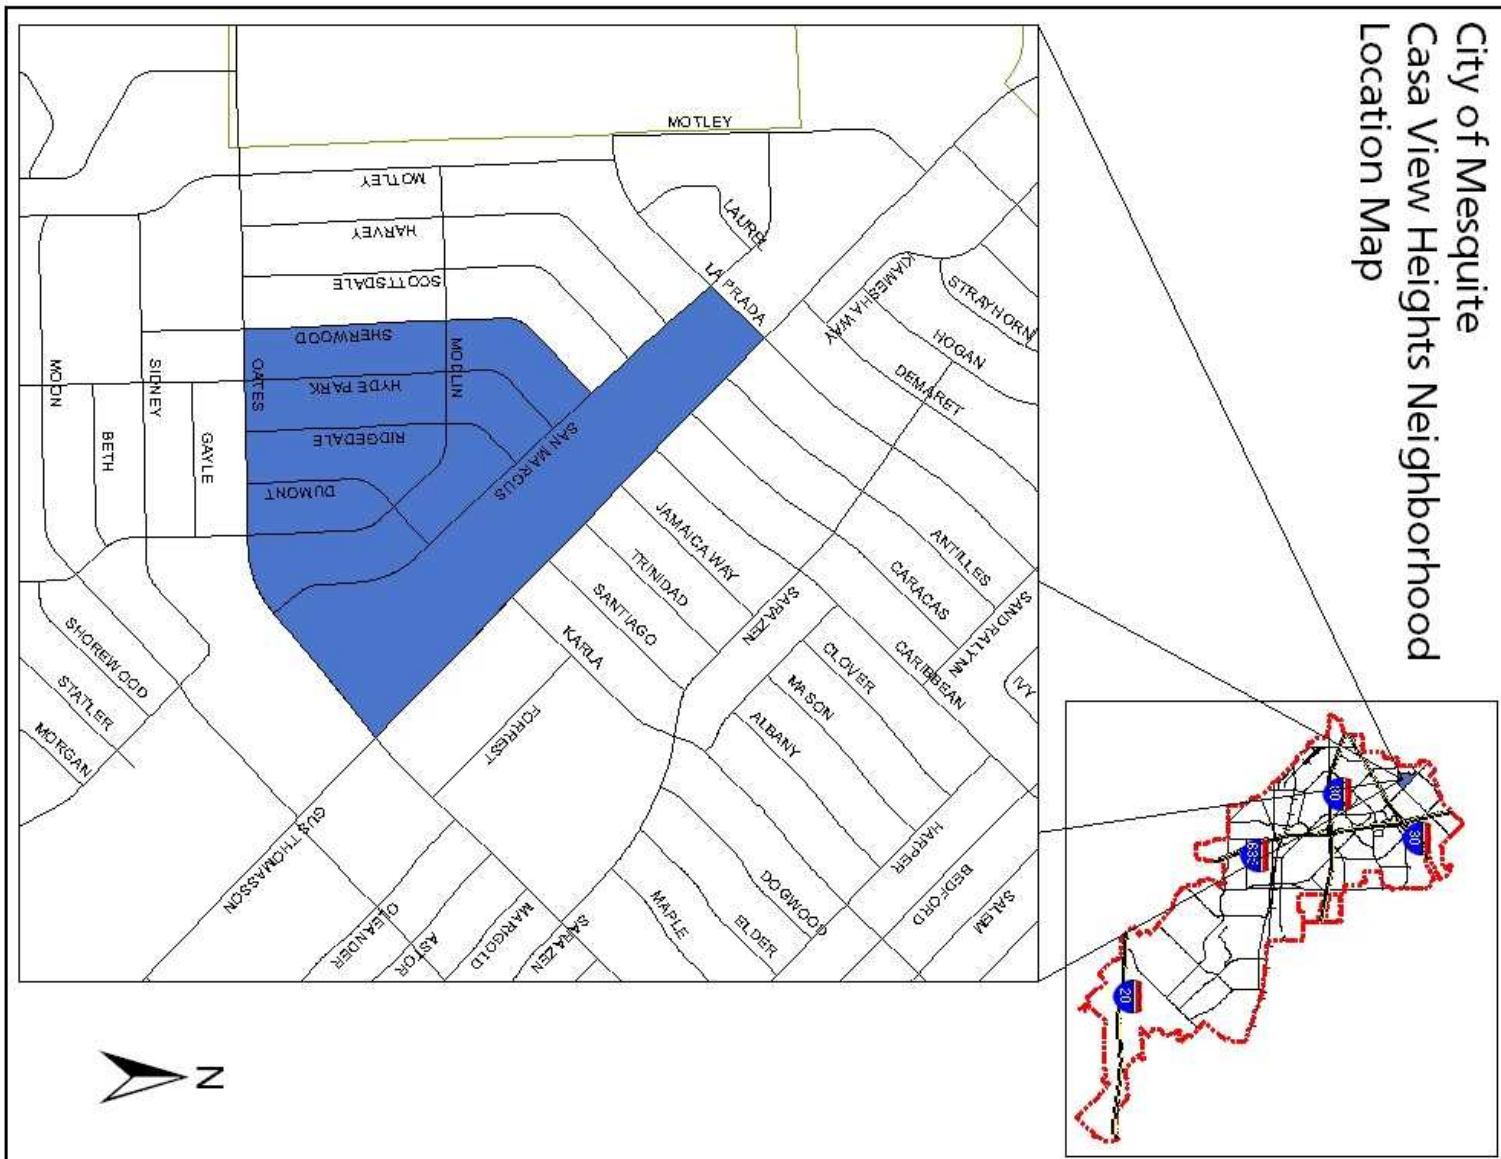 City of Mesquite
Casa View Heights Neighborhood
Location Map
MOTLEY
MOTLEY
HARVEY
SCOTTSDALE
SHERWOOD
HYDE PARK
RIDGEDALE
DUMONT
OATES
MODLIN
SAN MARCUS
LAUREL
LA PRADA
KIAMESHA WAY
STRAYHORN
HOGAN
DEMARET
MOON
BETH
SIDNEY
GAYLE
SHOREWOOD
STATLER
MORGAN
JAMAICA WAY
TRINIDAD
SANTIAGO
KARLA
FORREST
SARAZEN
ANTILLES
CARACAS
CARIBBEAN
SANDRALYNN
IVY
CLOVER
MASON
ALBANY
HARPER
BEDFORD
SALEM
DOGWOOD
ELDER
MAPLE
SARAZEN
MARIGOLD
ASTOR
OLEANDER
GUS THOMASSON
80
30
635
20
N